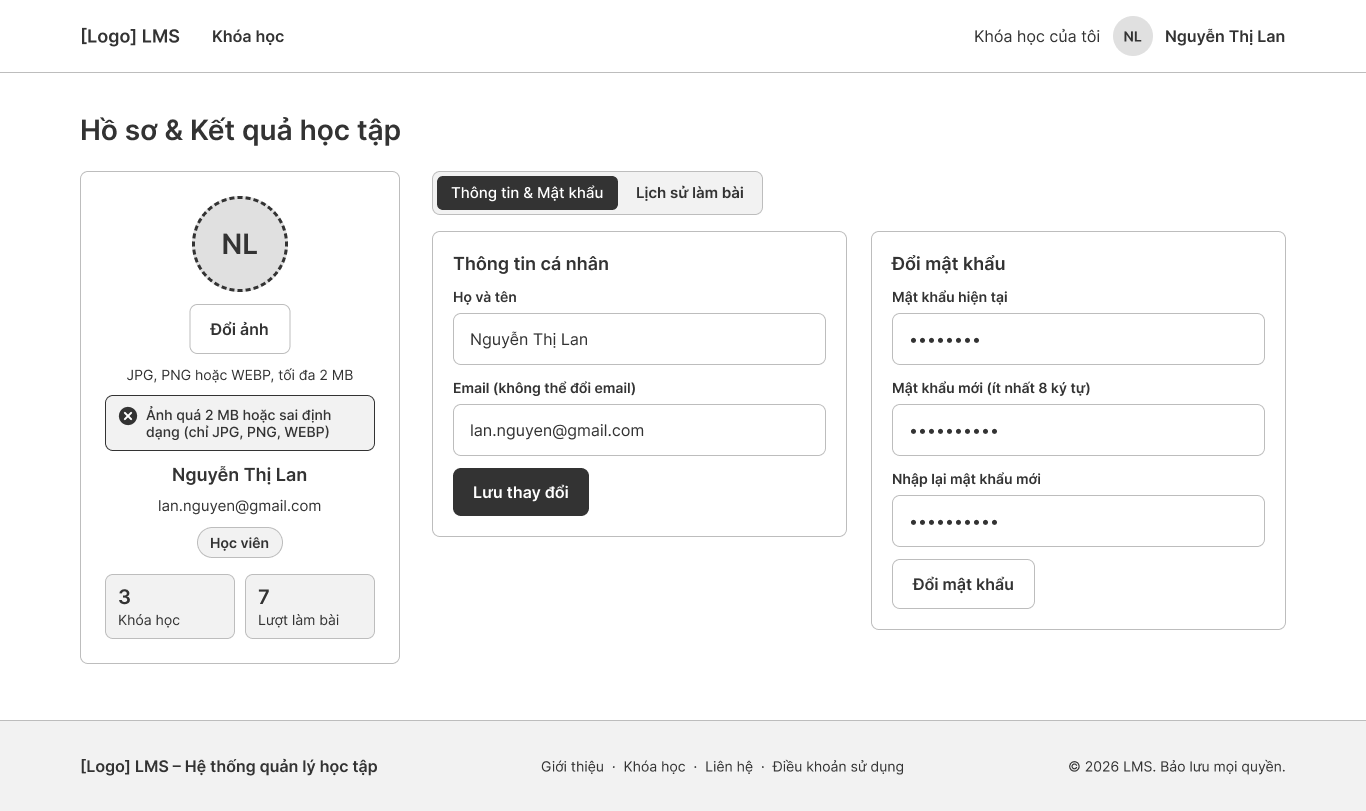 [Logo] LMS
Khóa học
Khóa học của tôi
NL
Nguyễn Thị Lan
Hồ sơ & Kết quả học tập
NL
Đổi ảnh
JPG, PNG hoặc WEBP, tối đa 2 MB
Ảnh quá 2 MB hoặc sai định
dạng (chỉ JPG, PNG, WEBP)
Nguyễn Thị Lan
lan.nguyen@gmail.com
Học viên
3
Khóa học
7
Lượt làm bài
Thông tin & Mật khẩu
Lịch sử làm bài
Thông tin cá nhân
Họ và tên
Nguyễn Thị Lan
Email (không thể đổi email)
lan.nguyen@gmail.com
Lưu thay đổi
Đổi mật khẩu
Mật khẩu hiện tại
••••••••
Mật khẩu mới (ít nhất 8 ký tự)
••••••••••
Nhập lại mật khẩu mới
••••••••••
Đổi mật khẩu
[Logo] LMS – Hệ thống quản lý học tập
Giới thiệu · Khóa học · Liên hệ · Điều khoản sử dụng
© 2026 LMS. Bảo lưu mọi quyền.